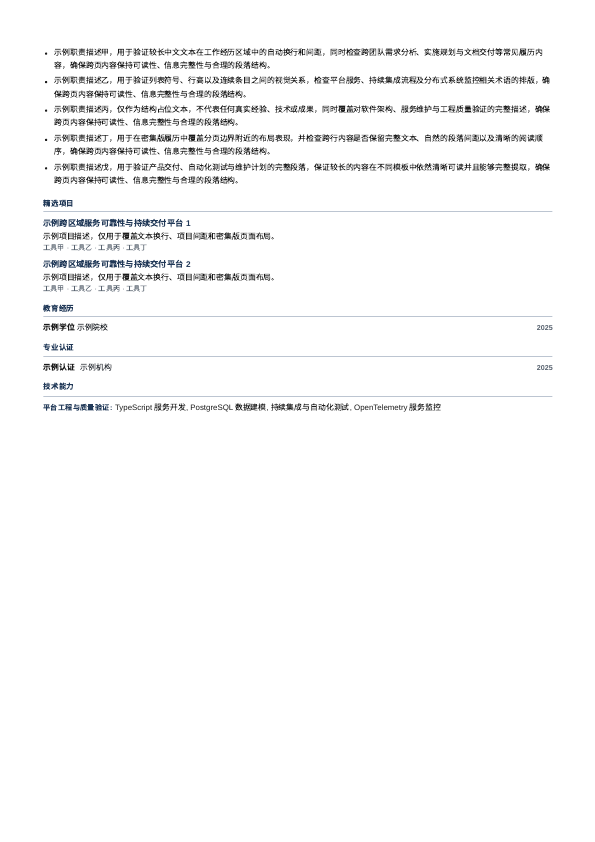 • 示例职责描述甲，用于验证较长中文文本在工作经历区域中的自动换行和间距，同时检查跨团队需求分析、实施规划与文档交付等常见履历内
容，确保跨页内容保持可读性、信息完整性与合理的段落结构。
• 示例职责描述乙，用于验证列表符号、行高以及连续条目之间的视觉关系，检查平台服务、持续集成流程及分布式系统监控相关术语的排版，确
保跨页内容保持可读性、信息完整性与合理的段落结构。
• 示例职责描述丙，仅作为结构占位文本，不代表任何真实经验、技术或成果，同时覆盖对软件架构、服务维护与工程质量验证的完整描述，确保
跨页内容保持可读性、信息完整性与合理的段落结构。
• 示例职责描述丁，用于在密集版履历中覆盖分页边界附近的布局表现，并检查跨行内容是否保留完整文本、自然的段落间距以及清晰的阅读顺
序，确保跨页内容保持可读性、信息完整性与合理的段落结构。
• 示例职责描述戊，用于验证产品交付、自动化测试与维护计划的完整段落，保证较长的内容在不同模板中依然清晰可读并且能够完整提取，确保
跨页内容保持可读性、信息完整性与合理的段落结构。
精选项目
示例跨区域服务可靠性与持续交付平台 1
示例项目描述，仅用于覆盖文本换行、项目间距和密集版页面布局。
工具甲 · 工具乙 · 工具丙 · 工具丁
示例跨区域服务可靠性与持续交付平台 2
示例项目描述，仅用于覆盖文本换行、项目间距和密集版页面布局。
工具甲 · 工具乙 · 工具丙 · 工具丁
教育经历
示例学位 示例院校 2025
专业认证
示例认证 示例机构 2025
技术能力
平台工程与质量验证: TypeScript 服务开发, PostgreSQL 数据建模, 持续集成与自动化测试, OpenTelemetry 服务监控